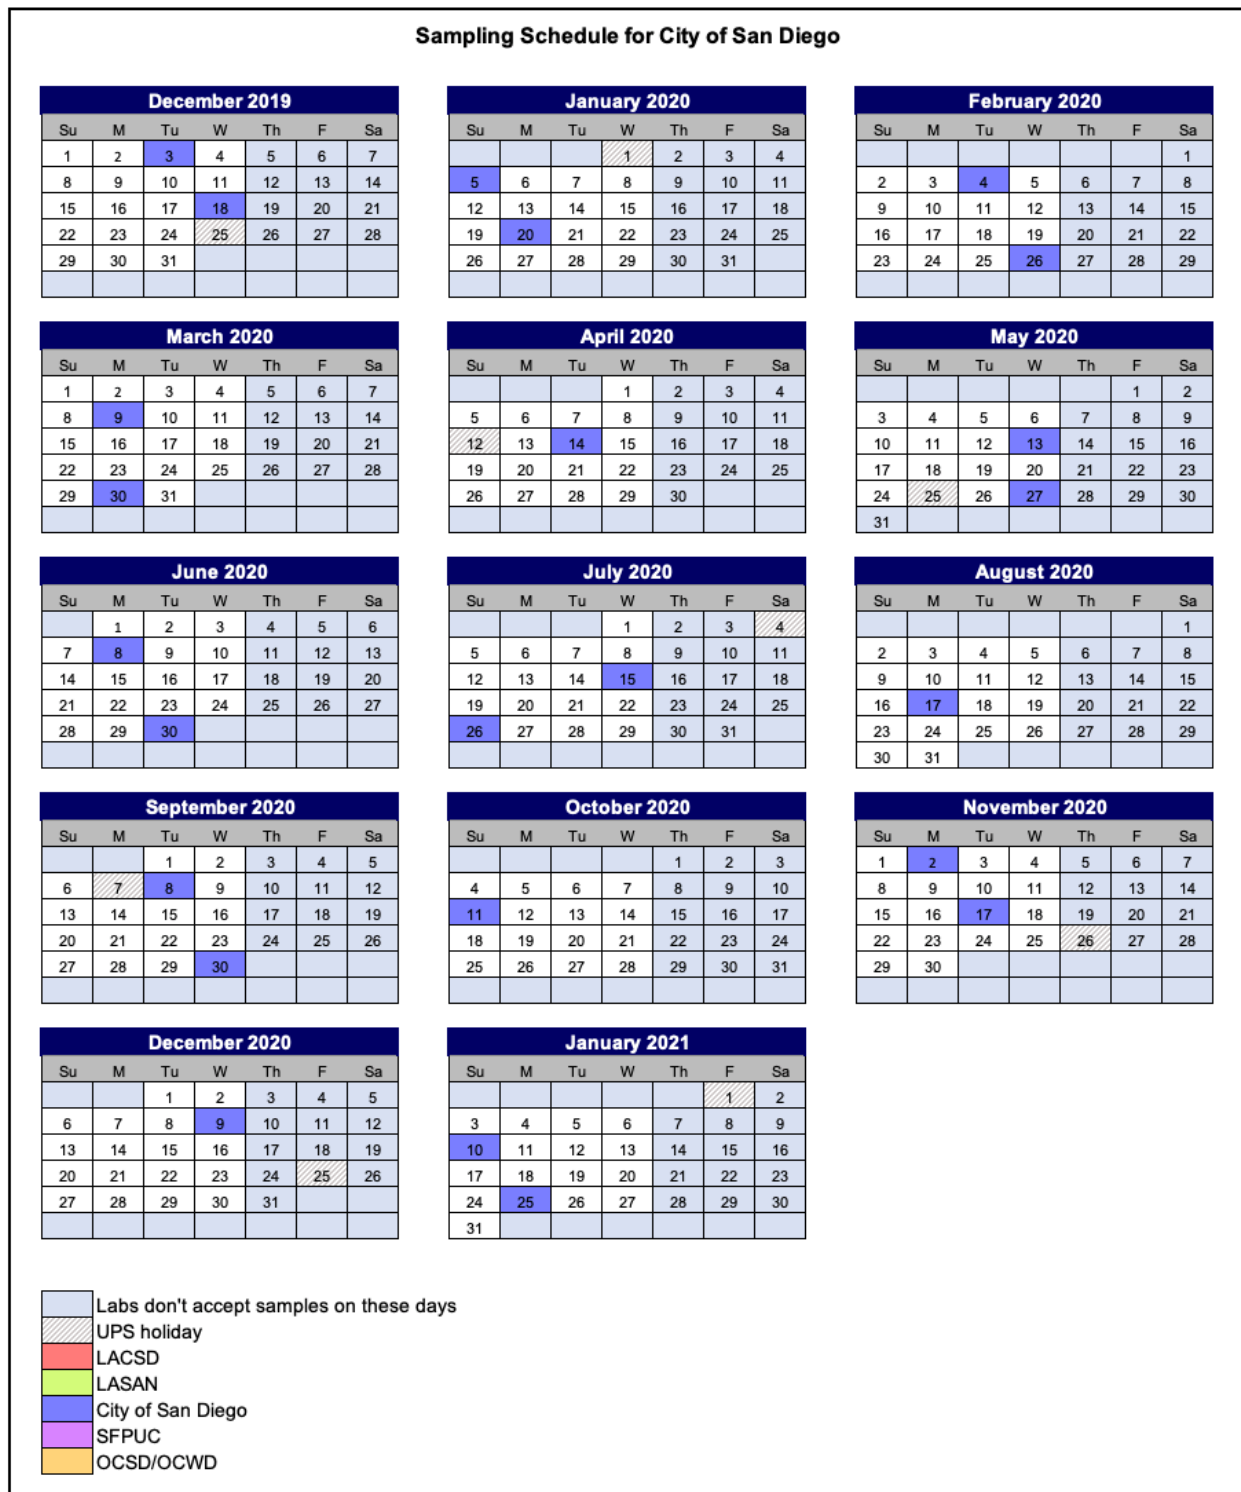 Sampling Schedule for City of San Diego
December 2019
Su M Tu W Th F Sa
1 2 3 4 5 6 7
8 9 10 11 12 13 14
15 16 17 18 19 20 21
22 23 24 25 26 27 28
29 30 31
January 2020
Su M Tu W Th F Sa
1 2 3 4
5 6 7 8 9 10 11
12 13 14 15 16 17 18
19 20 21 22 23 24 25
26 27 28 29 30 31
February 2020
Su M Tu W Th F Sa
1
2 3 4 5 6 7 8
9 10 11 12 13 14 15
16 17 18 19 20 21 22
23 24 25 26 27 28 29
March 2020
Su M Tu W Th F Sa
1 2 3 4 5 6 7
8 9 10 11 12 13 14
15 16 17 18 19 20 21
22 23 24 25 26 27 28
29 30 31
April 2020
Su M Tu W Th F Sa
1 2 3 4
5 6 7 8 9 10 11
12 13 14 15 16 17 18
19 20 21 22 23 24 25
26 27 28 29 30
May 2020
Su M Tu W Th F Sa
1 2
3 4 5 6 7 8 9
10 11 12 13 14 15 16
17 18 19 20 21 22 23
24 25 26 27 28 29 30
31
June 2020
Su M Tu W Th F Sa
1 2 3 4 5 6
7 8 9 10 11 12 13
14 15 16 17 18 19 20
21 22 23 24 25 26 27
28 29 30
July 2020
Su M Tu W Th F Sa
1 2 3 4
5 6 7 8 9 10 11
12 13 14 15 16 17 18
19 20 21 22 23 24 25
26 27 28 29 30 31
August 2020
Su M Tu W Th F Sa
1
2 3 4 5 6 7 8
9 10 11 12 13 14 15
16 17 18 19 20 21 22
23 24 25 26 27 28 29
30 31
September 2020
Su M Tu W Th F Sa
1 2 3 4 5
6 7 8 9 10 11 12
13 14 15 16 17 18 19
20 21 22 23 24 25 26
27 28 29 30
October 2020
Su M Tu W Th F Sa
1 2 3
4 5 6 7 8 9 10
11 12 13 14 15 16 17
18 19 20 21 22 23 24
25 26 27 28 29 30 31
November 2020
Su M Tu W Th F Sa
1 2 3 4 5 6 7
8 9 10 11 12 13 14
15 16 17 18 19 20 21
22 23 24 25 26 27 28
29 30
December 2020
Su M Tu W Th F Sa
1 2 3 4 5
6 7 8 9 10 11 12
13 14 15 16 17 18 19
20 21 22 23 24 25 26
27 28 29 30 31
January 2021
Su M Tu W Th F Sa
1 2
3 4 5 6 7 8 9
10 11 12 13 14 15 16
17 18 19 20 21 22 23
24 25 26 27 28 29 30
31
Labs don't accept samples on these days
UPS holiday
LACSD
LASAN
City of San Diego
SFPUC
OCSD/OCWD